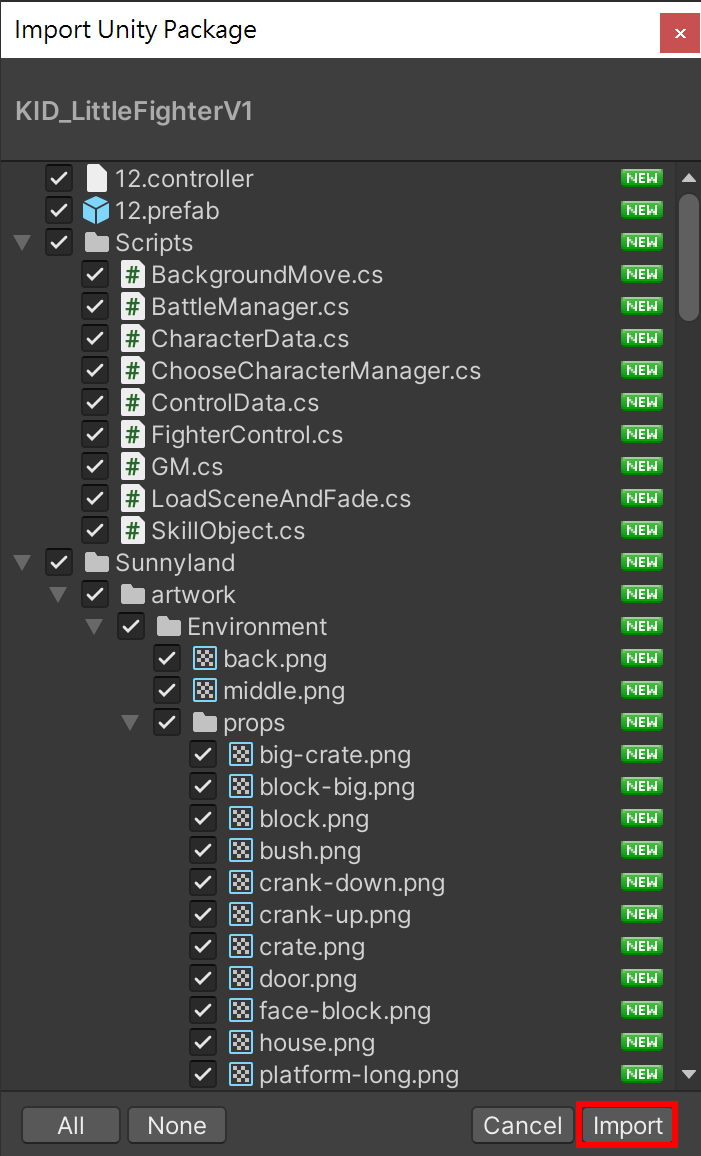 Import Unity Package
KID_LittleFighterV1
12.controller NEW
12.prefab NEW
Scripts NEW
BackgroundMove.cs NEW
BattleManager.cs NEW
CharacterData.cs NEW
ChooseCharacterManager.cs NEW
ControlData.cs NEW
FighterControl.cs NEW
GM.cs NEW
LoadSceneAndFade.cs NEW
SkillObject.cs NEW
Sunnyland NEW
artwork NEW
Environment NEW
back.png NEW
middle.png NEW
props NEW
big-crate.png NEW
block-big.png NEW
block.png NEW
bush.png NEW
crank-down.png NEW
crank-up.png NEW
crate.png NEW
door.png NEW
face-block.png NEW
house.png NEW
platform-long.png NEW
All None Cancel Import